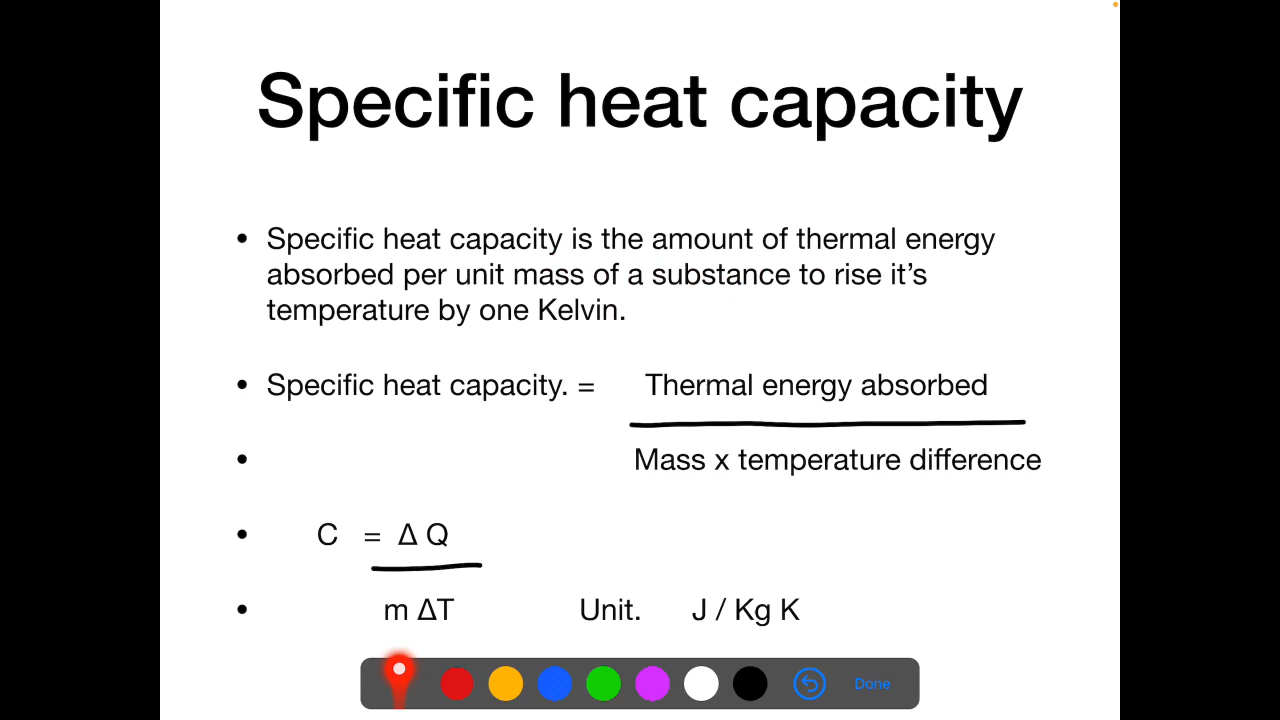 Specific heat capacity
• Specific heat capacity is the amount of thermal energy
absorbed per unit mass of a substance to rise it’s
temperature by one Kelvin.
• Specific heat capacity. = Thermal energy absorbed
• Mass x temperature difference
• C = Δ Q
• m ΔT Unit. J / Kg K
Done